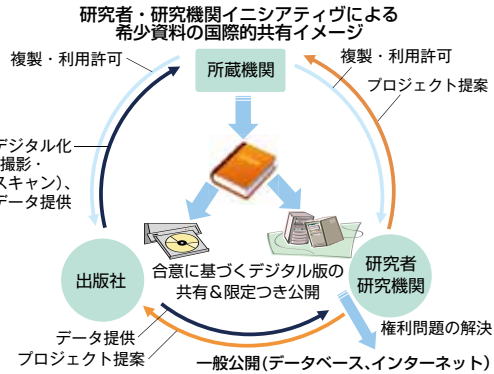 研究者・研究機関イニシアティヴによる
希少資料の国際的共有イメージ
複製・利用許可
所蔵機関
複製・利用許可
プロジェクト提案
デジタル化
撮影・
スキャン)、
データ提供
出版社
合意に基づくデジタル版の
共有&限定つき公開
研究者
研究機関
データ提供
プロジェクト提案
権利問題の解決
一般公開(データベース、インターネット)